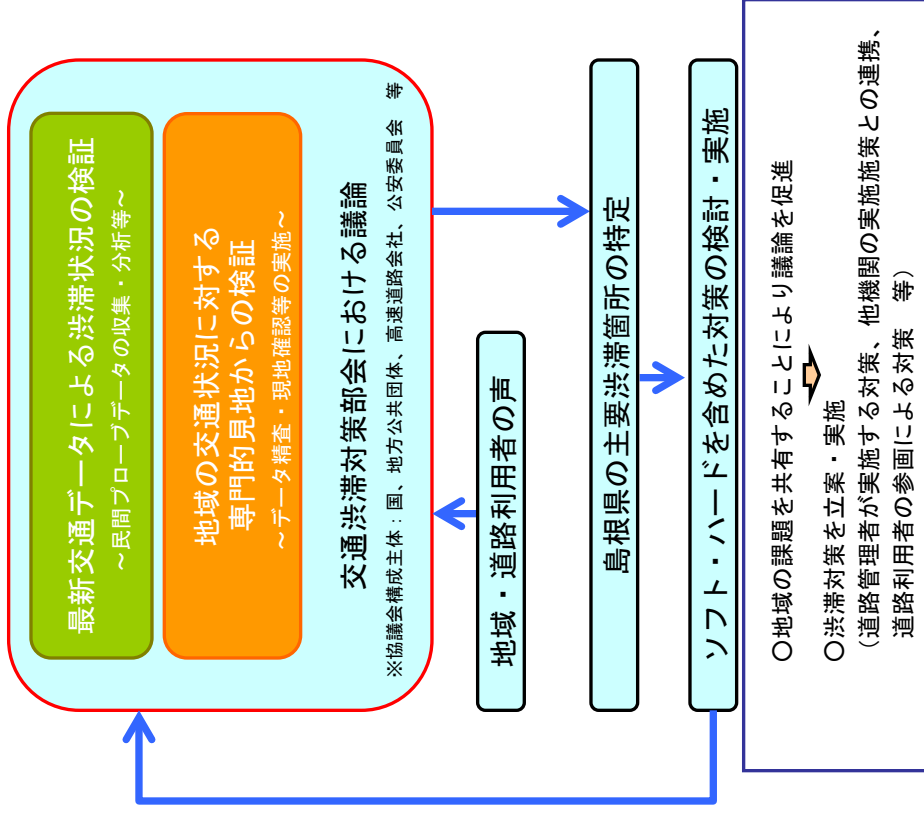 最新交通データによる渋滞状況の検証
～民間プローブデータの収集・分析等～
地域の交通状況に対する
専門的見地からの検証
～データ精査・現地確認等の実施～
交通渋滞対策部会における議論
※協議会構成主体：国、地方公共団体、高速道路会社、公安委員会　等
地域・道路利用者の声
島根県の主要渋滞箇所の特定
ソフト・ハードを含めた対策の検討・実施
○地域の課題を共有することにより議論を促進
○渋滞対策を立案・実施
（道路管理者が実施する対策、他機関の実施施策との連携、
道路利用者の参画による対策　等）